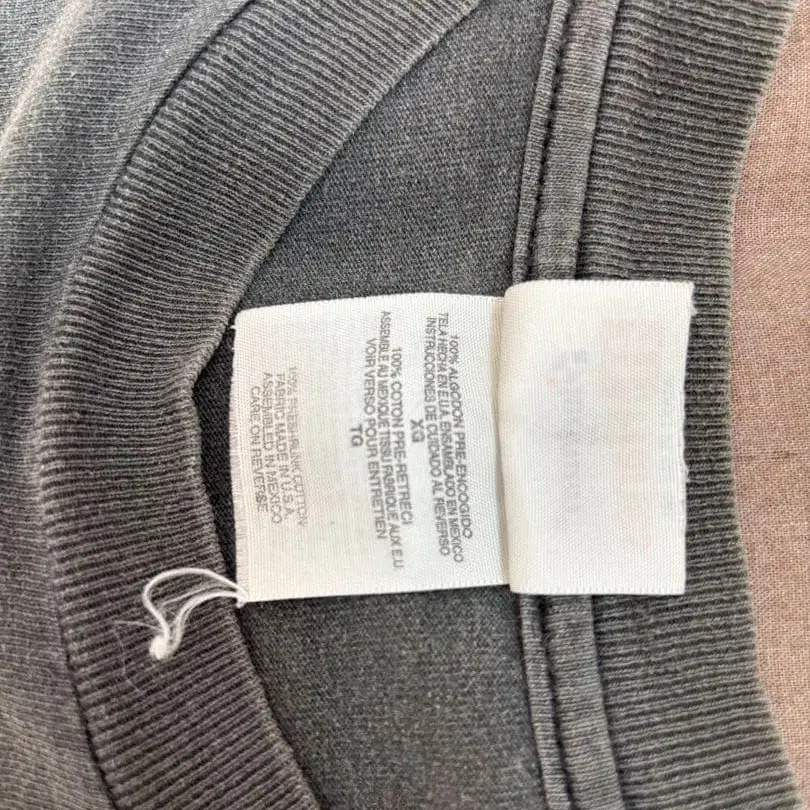 100% ALGODON PRE-ENCOGIDO
TELA HECHA EN E.U.A. ENSAMBLADO EN MEXICO
INSTRUCCIONES DE CUIDADO AL REVERSO
XG
100% COTON PRE-RETRECI
ASSEMBLE AU MEXIQUE TISSU FABRIQUE AUX E.U.
VOIR VERSO POUR ENTRETIEN
TG
100% PRESHRUNK COTTON
FABRIC MADE IN U.S.A.
ASSEMBLED IN MEXICO
CARE ON REVERSE